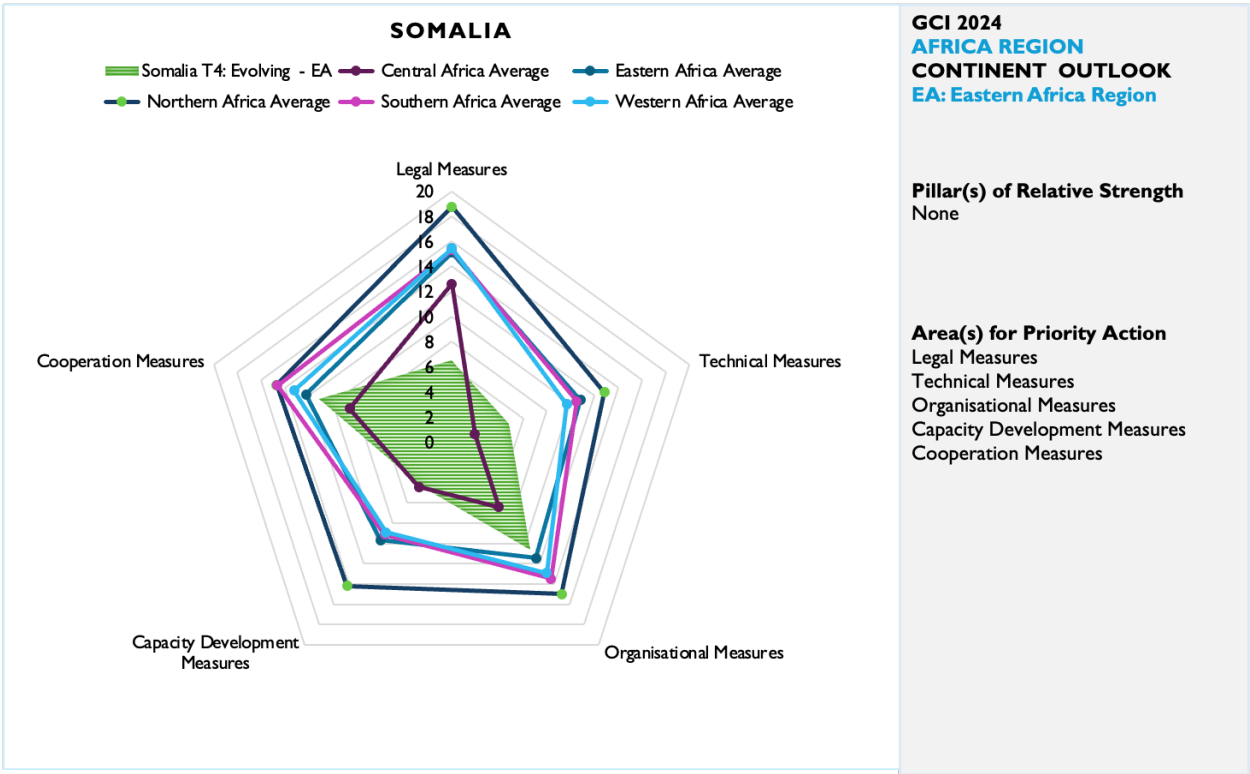 SOMALIA
Somalia T4: Evolving - EA
Central Africa Average
Eastern Africa Average
Northern Africa Average
Southern Africa Average
Western Africa Average
Legal Measures
20
18
16
14
12
10
8
6
4
2
0
Technical Measures
Organisational Measures
Capacity Development
Measures
Cooperation Measures
GCI 2024
AFRICA REGION
CONTINENT OUTLOOK
EA: Eastern Africa Region
Pillar(s) of Relative Strength
None
Area(s) for Priority Action
Legal Measures
Technical Measures
Organisational Measures
Capacity Development Measures
Cooperation Measures